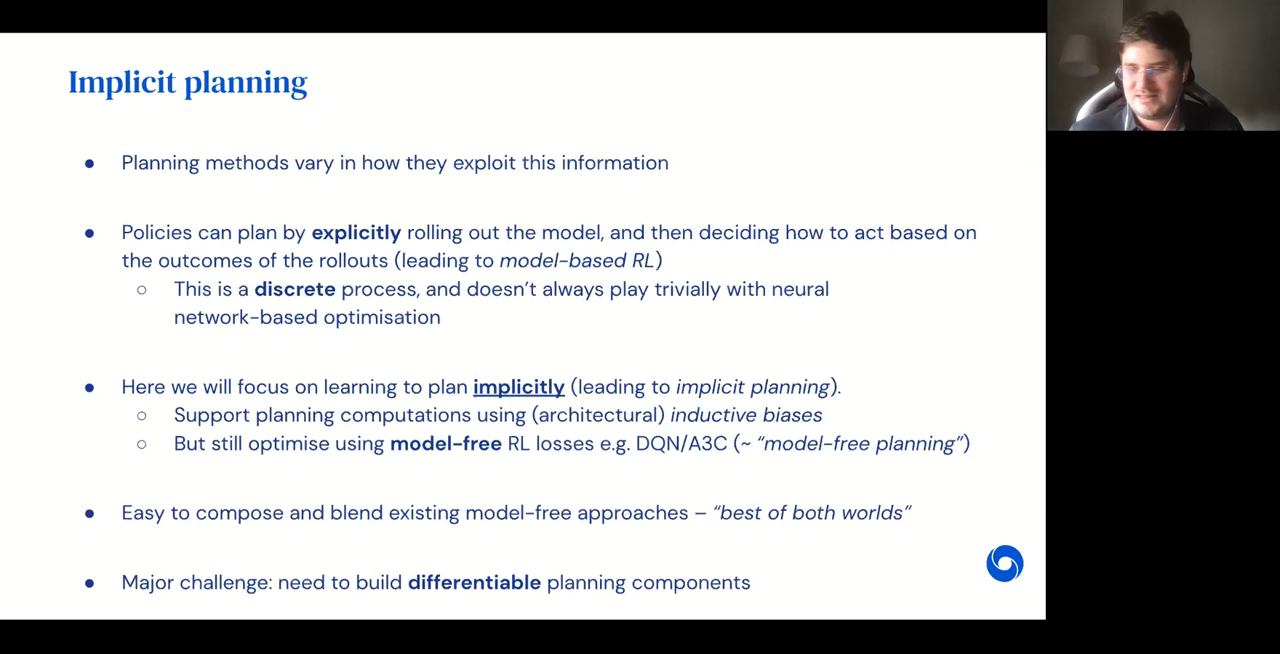 Implicit planning
● Planning methods vary in how they exploit this information
● Policies can plan by explicitly rolling out the model, and then deciding how to act based on
the outcomes of the rollouts (leading to model-based RL)
○ This is a discrete process, and doesn’t always play trivially with neural
network-based optimisation
● Here we will focus on learning to plan implicitly (leading to implicit planning).
○ Support planning computations using (architectural) inductive biases
○ But still optimise using model-free RL losses e.g. DQN/A3C (~ “model-free planning”)
● Easy to compose and blend existing model-free approaches – “best of both worlds”
● Major challenge: need to build differentiable planning components